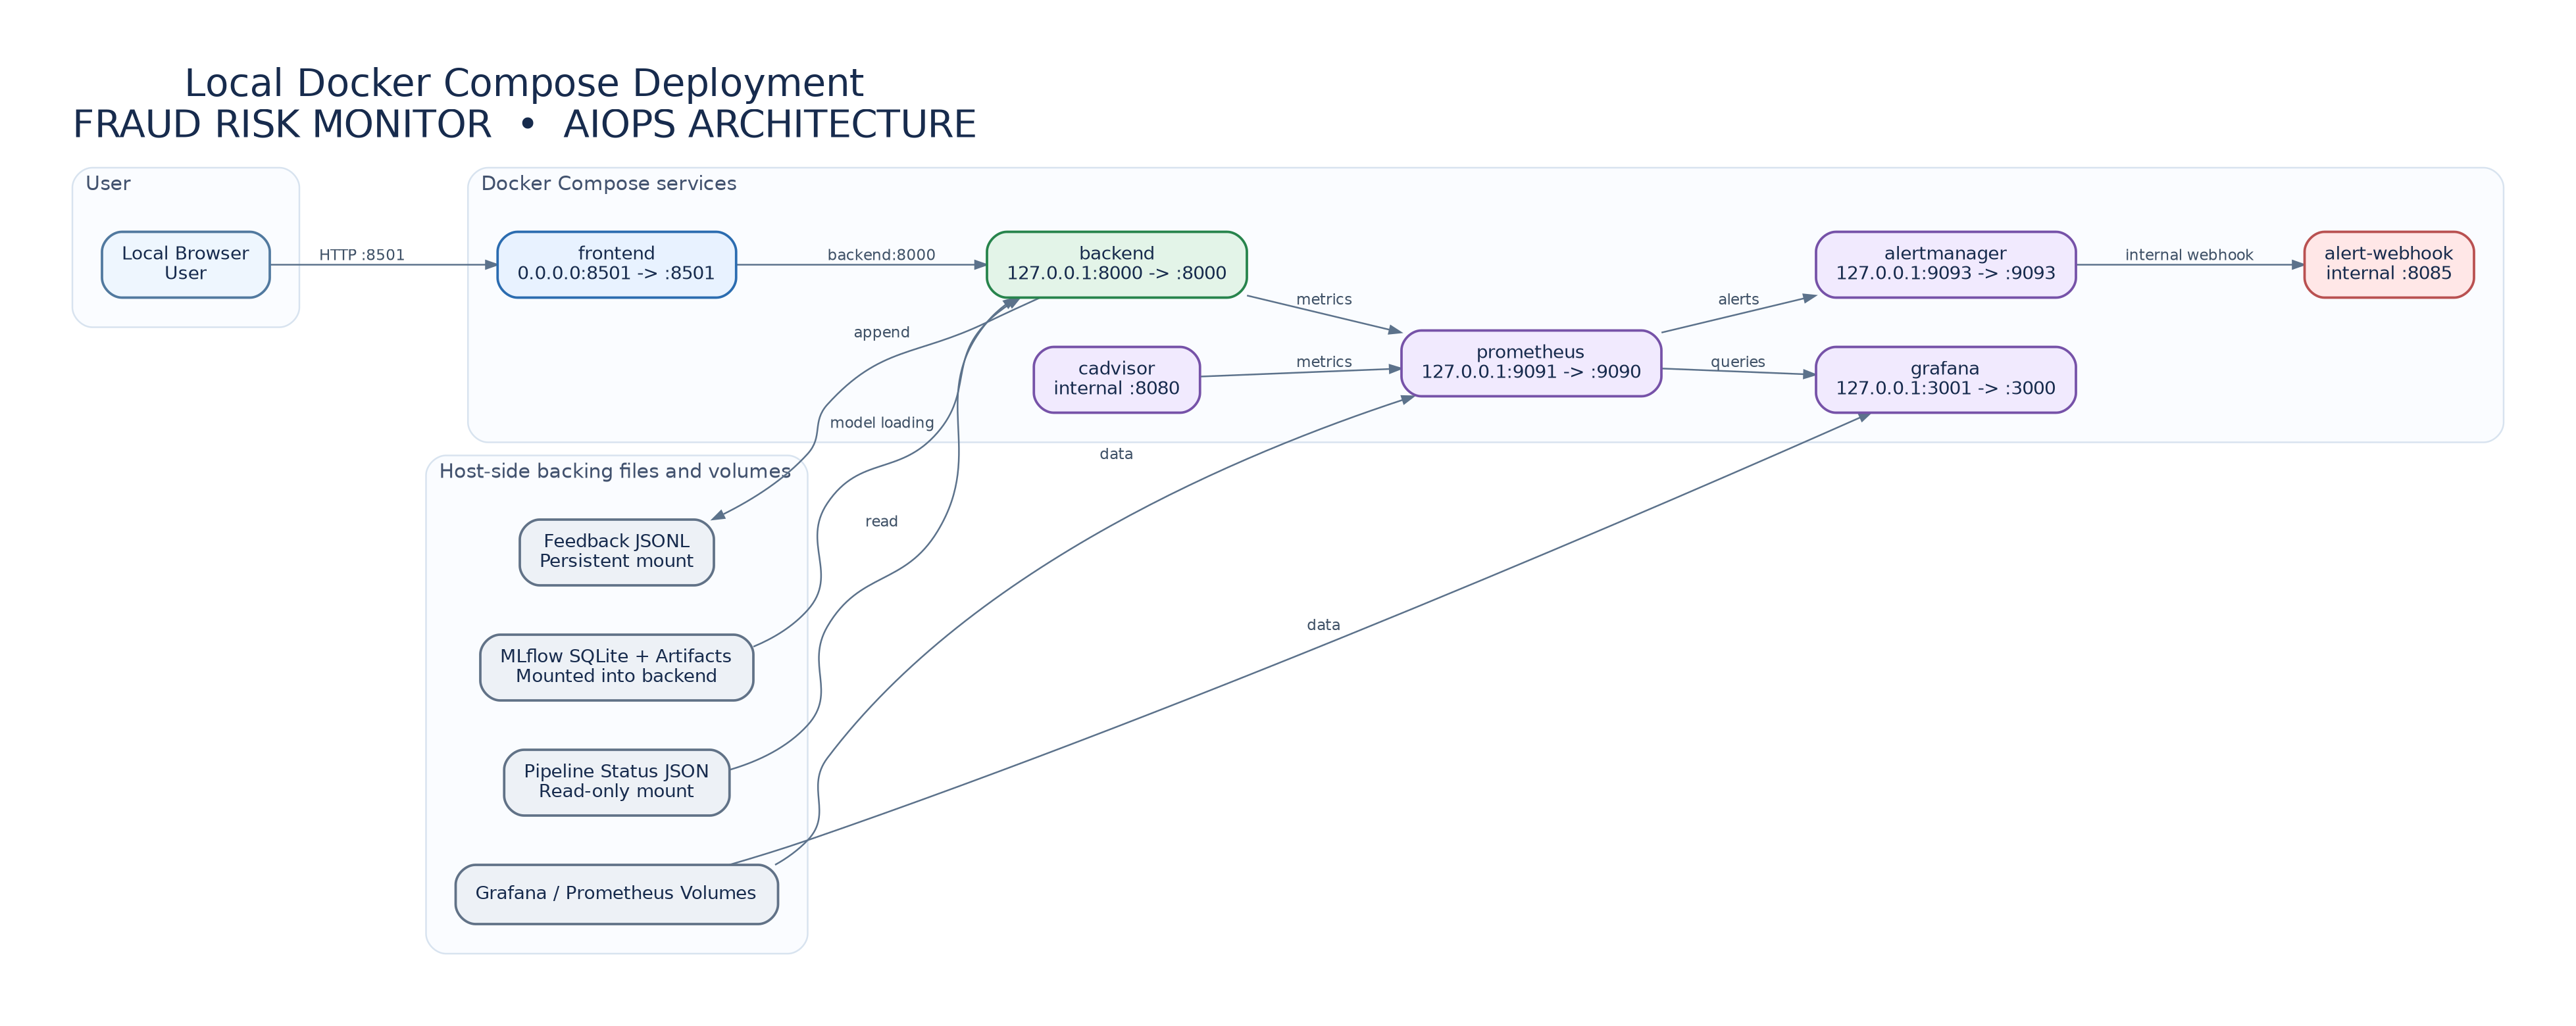 Local Docker Compose Deployment
FRAUD RISK MONITOR • AIOPS ARCHITECTURE
User
Local Browser
User
HTTP :8501
Docker Compose services
frontend
0.0.0.0:8501 -> :8501
backend:8000
backend
127.0.0.1:8000 -> :8000
metrics
cadvisor
internal :8080
metrics
prometheus
127.0.0.1:9091 -> :9090
alerts
queries
alertmanager
127.0.0.1:9093 -> :9093
internal webhook
alert-webhook
internal :8085
grafana
127.0.0.1:3001 -> :3000
append
model loading
read
data
data
Host-side backing files and volumes
Feedback JSONL
Persistent mount
MLflow SQLite + Artifacts
Mounted into backend
Pipeline Status JSON
Read-only mount
Grafana / Prometheus Volumes